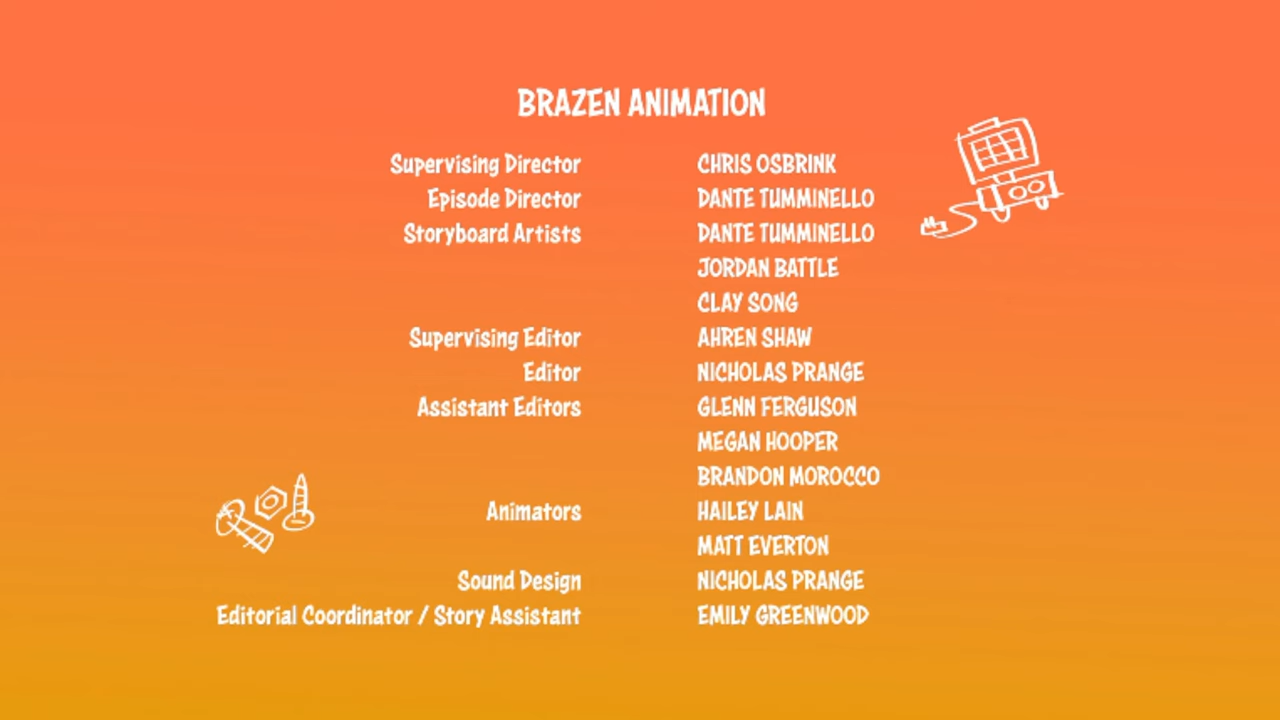 BRAZEN ANIMATION
Supervising Director CHRIS OSBRINK
Episode Director DANTE TUMMINELLO
Storyboard Artists DANTE TUMMINELLO
JORDAN BATTLE
CLAY SONG
Supervising Editor AHREN SHAW
Editor NICHOLAS PRANGE
Assistant Editors GLENN FERGUSON
MEGAN HOOPER
BRANDON MOROCCO
Animators HAILEY LAIN
MATT EVERTON
Sound Design NICHOLAS PRANGE
Editorial Coordinator / Story Assistant EMILY GREENWOOD